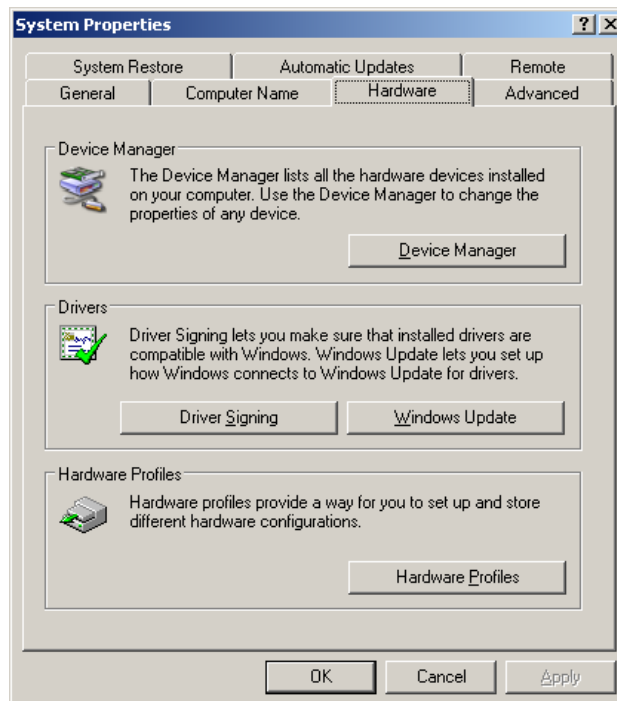 System Properties
System Restore Automatic Updates Remote
General Computer Name Hardware Advanced
Device Manager
The Device Manager lists all the hardware devices installed
on your computer. Use the Device Manager to change the
properties of any device.
Device Manager
Drivers
Driver Signing lets you make sure that installed drivers are
compatible with Windows. Windows Update lets you set up
how Windows connects to Windows Update for drivers.
Driver Signing Windows Update
Hardware Profiles
Hardware profiles provide a way for you to set up and store
different hardware configurations.
Hardware Profiles
OK Cancel Apply